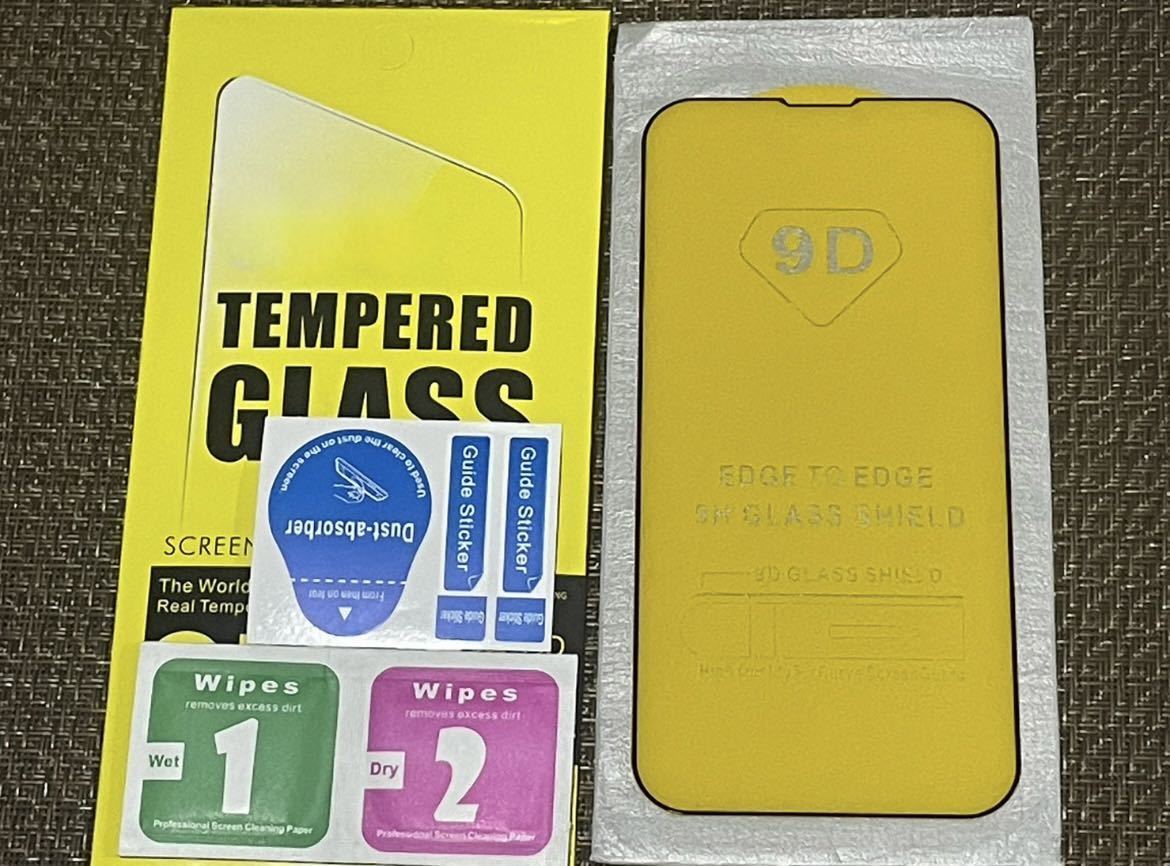 TEMPERED
GLASS
SCREEN
The World
Real Tempe
Used to clear the dust on the screen.
Dust-absorber
From then on tear
Guide Sticker
Guide Sticker
Guide Sticker
Guide Sticker
Wipes
removes excess dirt
1
Wet
Professional Screen Cleaning Paper
Wipes
removes excess dirt
2
Dry
Professional Screen Cleaning Paper
9D
EDGE TO EDGE
9H GLASS SHIELD
9D GLASS SHIELD
Screen